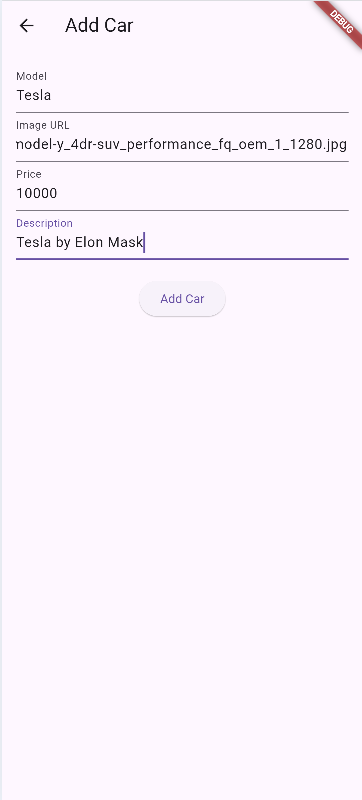 Add Car
DEBUG
Model
Tesla
Image URL
nodel-y_4dr-suv_performance_fq_oem_1_1280.jpg
Price
10000
Description
Tesla by Elon Mask
Add Car